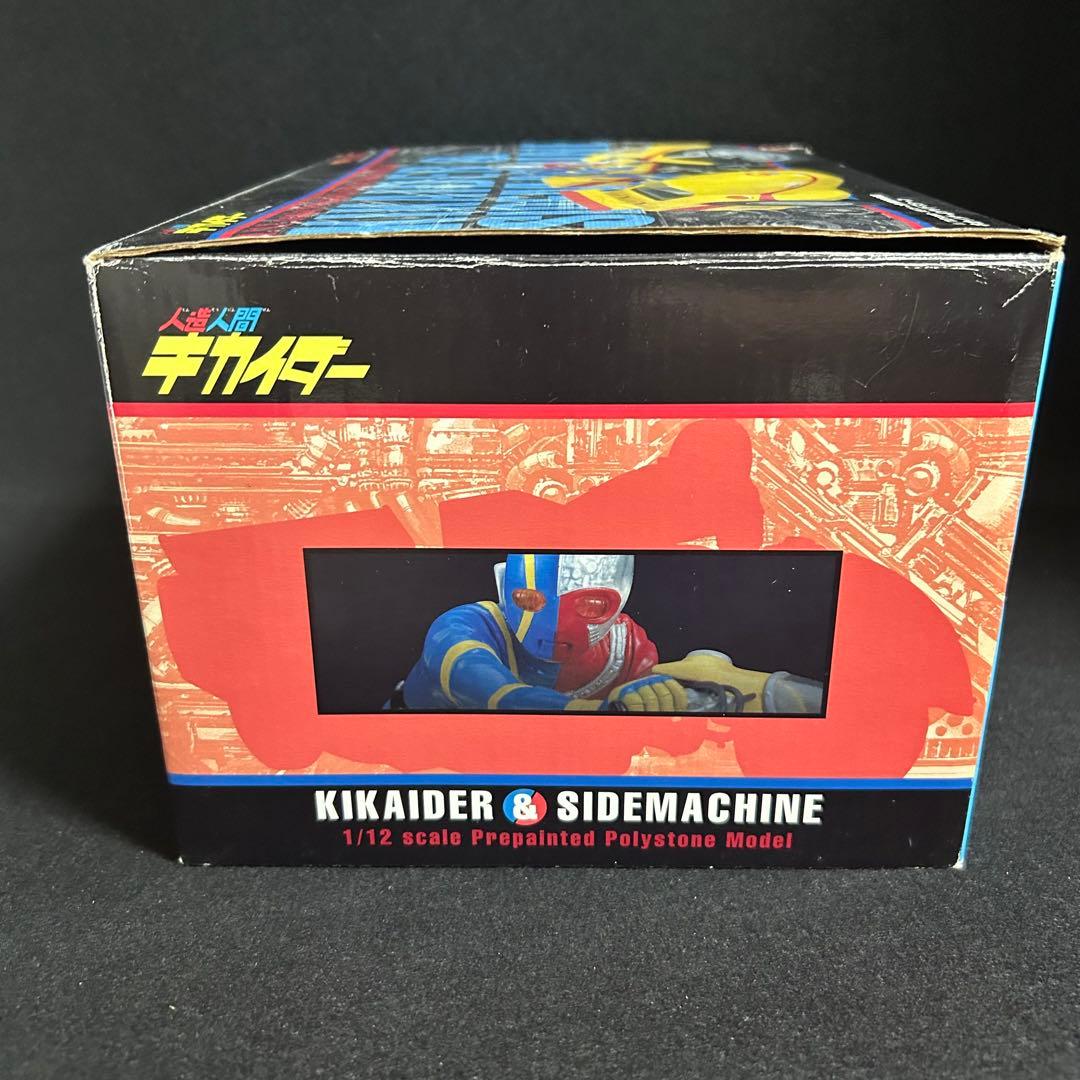 人造人間
キカイダー
KIKAIDER & SIDEMACHINE
1/12 scale Prepainted Polystone Model